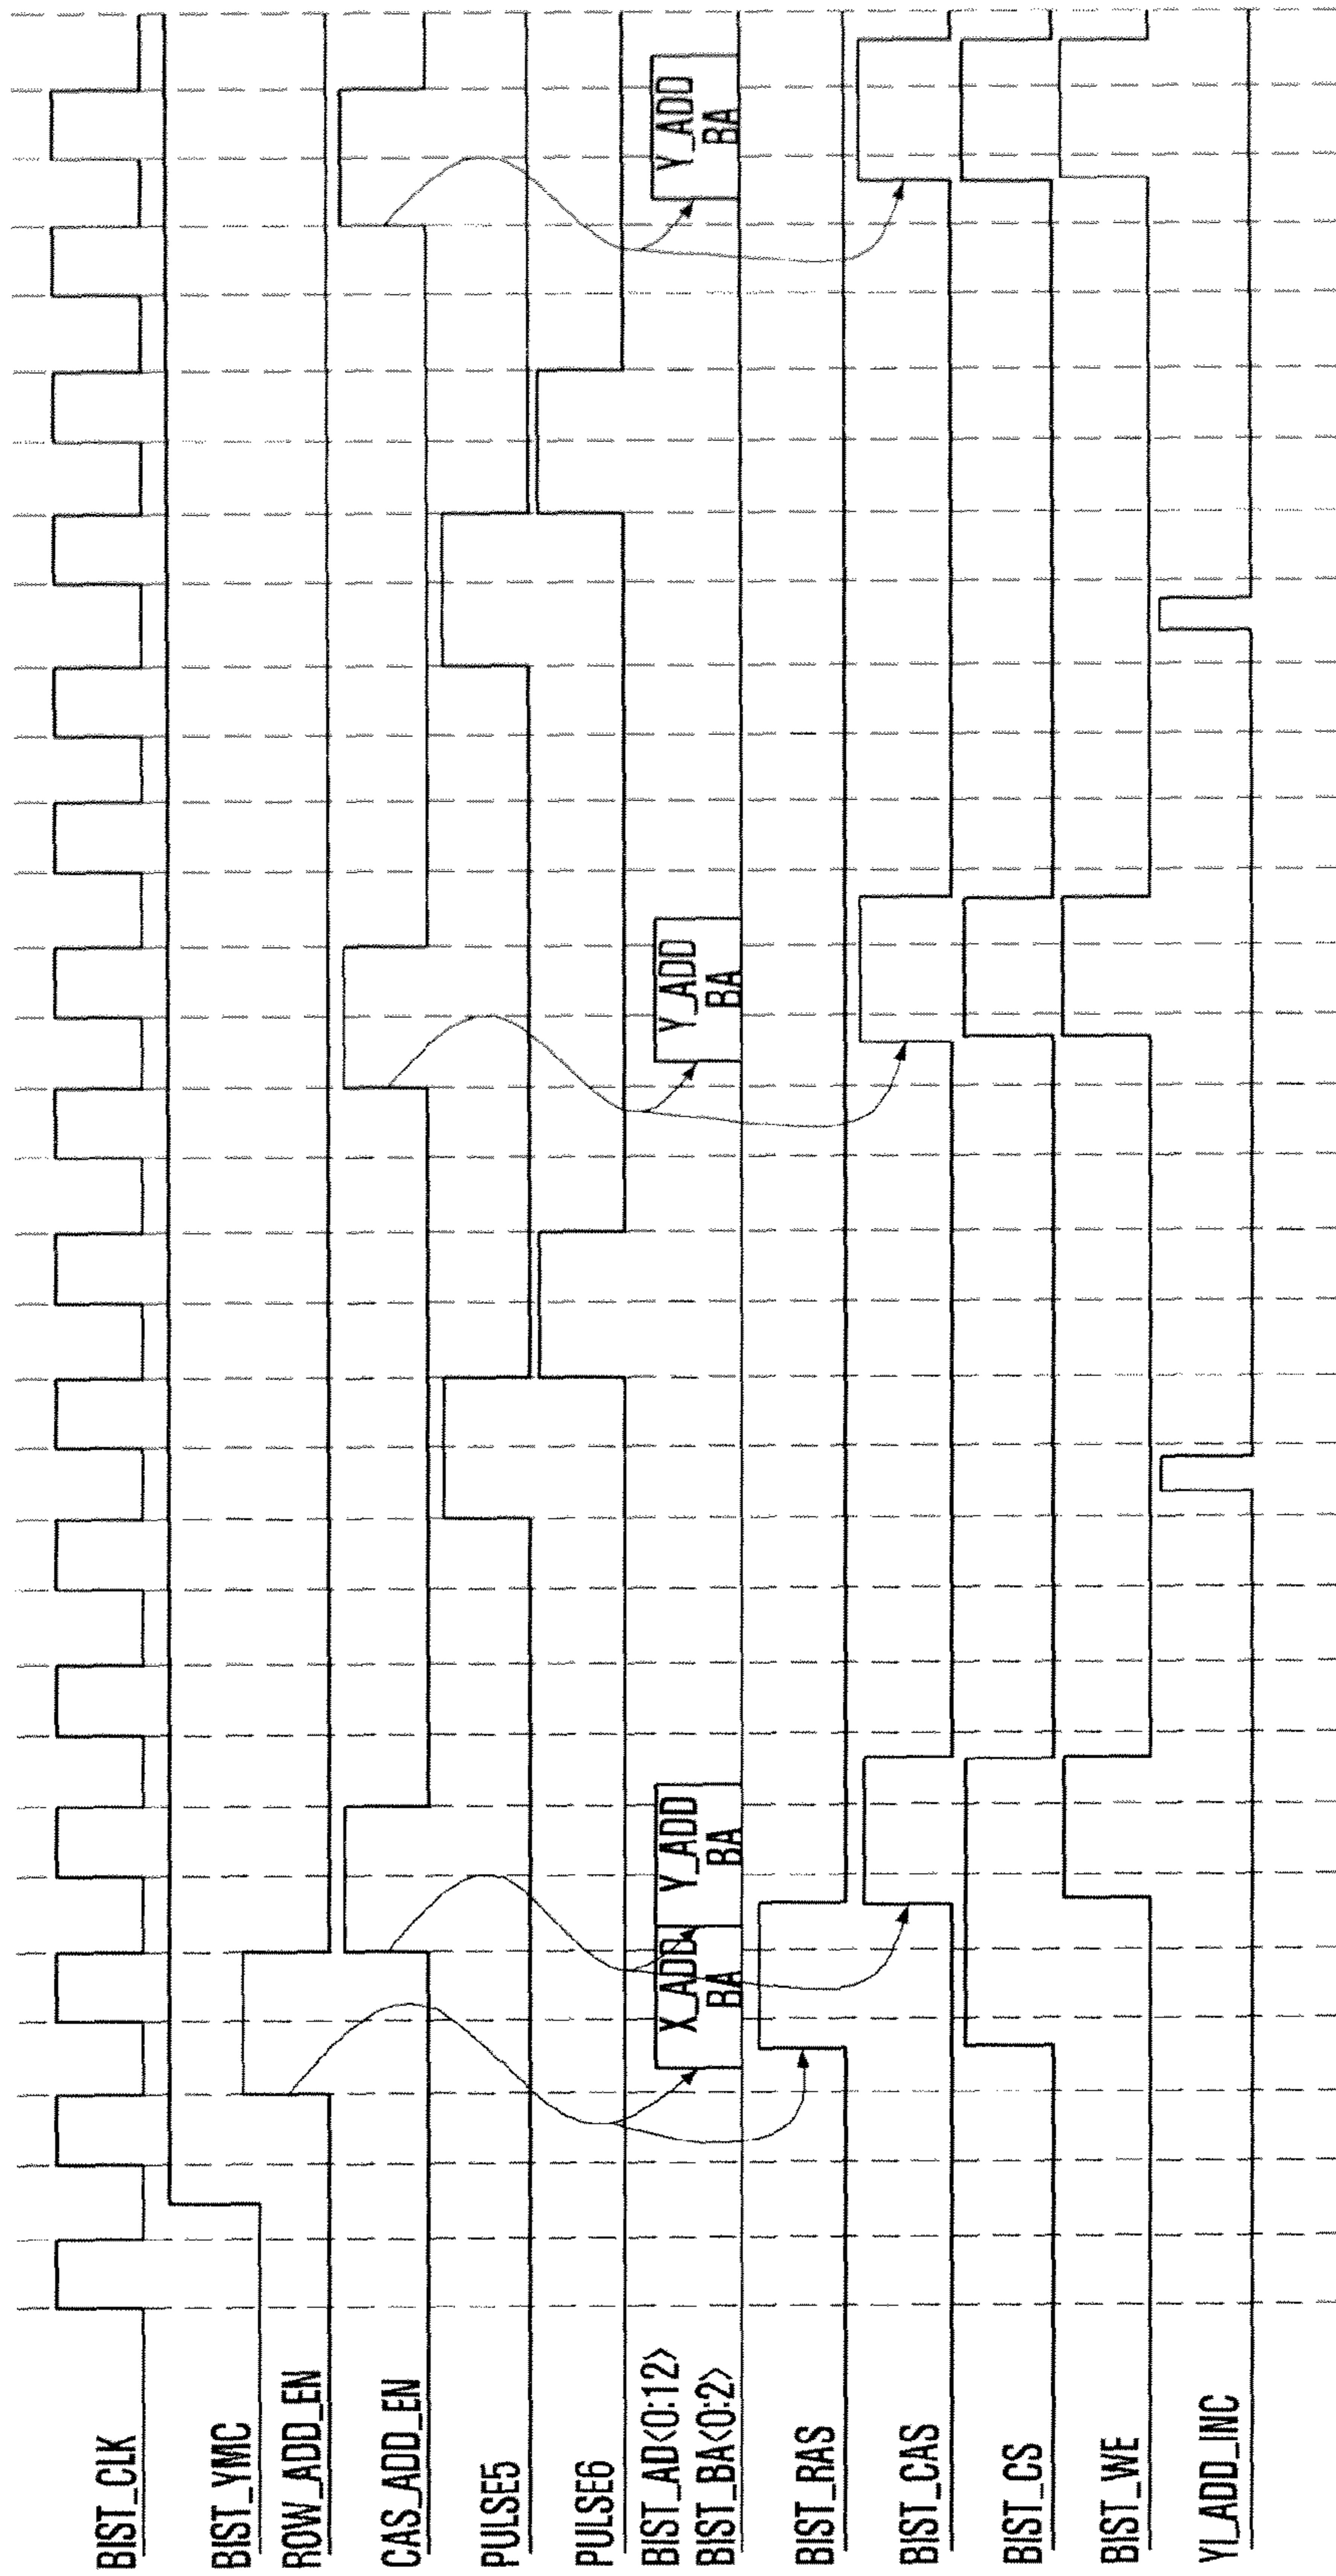 BIST_CLK
BIST_YMC
ROW_ADD_EN
CAS_ADD_EN
PULSE5
PULSE6
BIST_AD<0:12>
BIST_BA<0:2>
X_ADD
BA
Y_ADD
BA
Y_ADD
BA
Y_ADD
BA
BIST_RAS
BIST_CAS
BIST_CS
BIST_WE
YI_ADD_INC